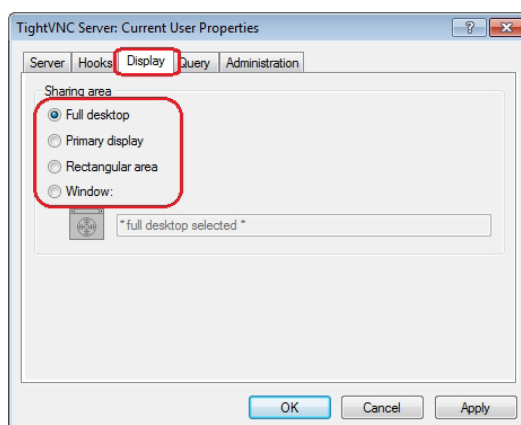 TightVNC Server: Current User Properties
Server Hooks Display Query Administration
Sharing area
Full desktop
Primary display
Rectangular area
Window:
* full desktop selected *
OK Cancel Apply